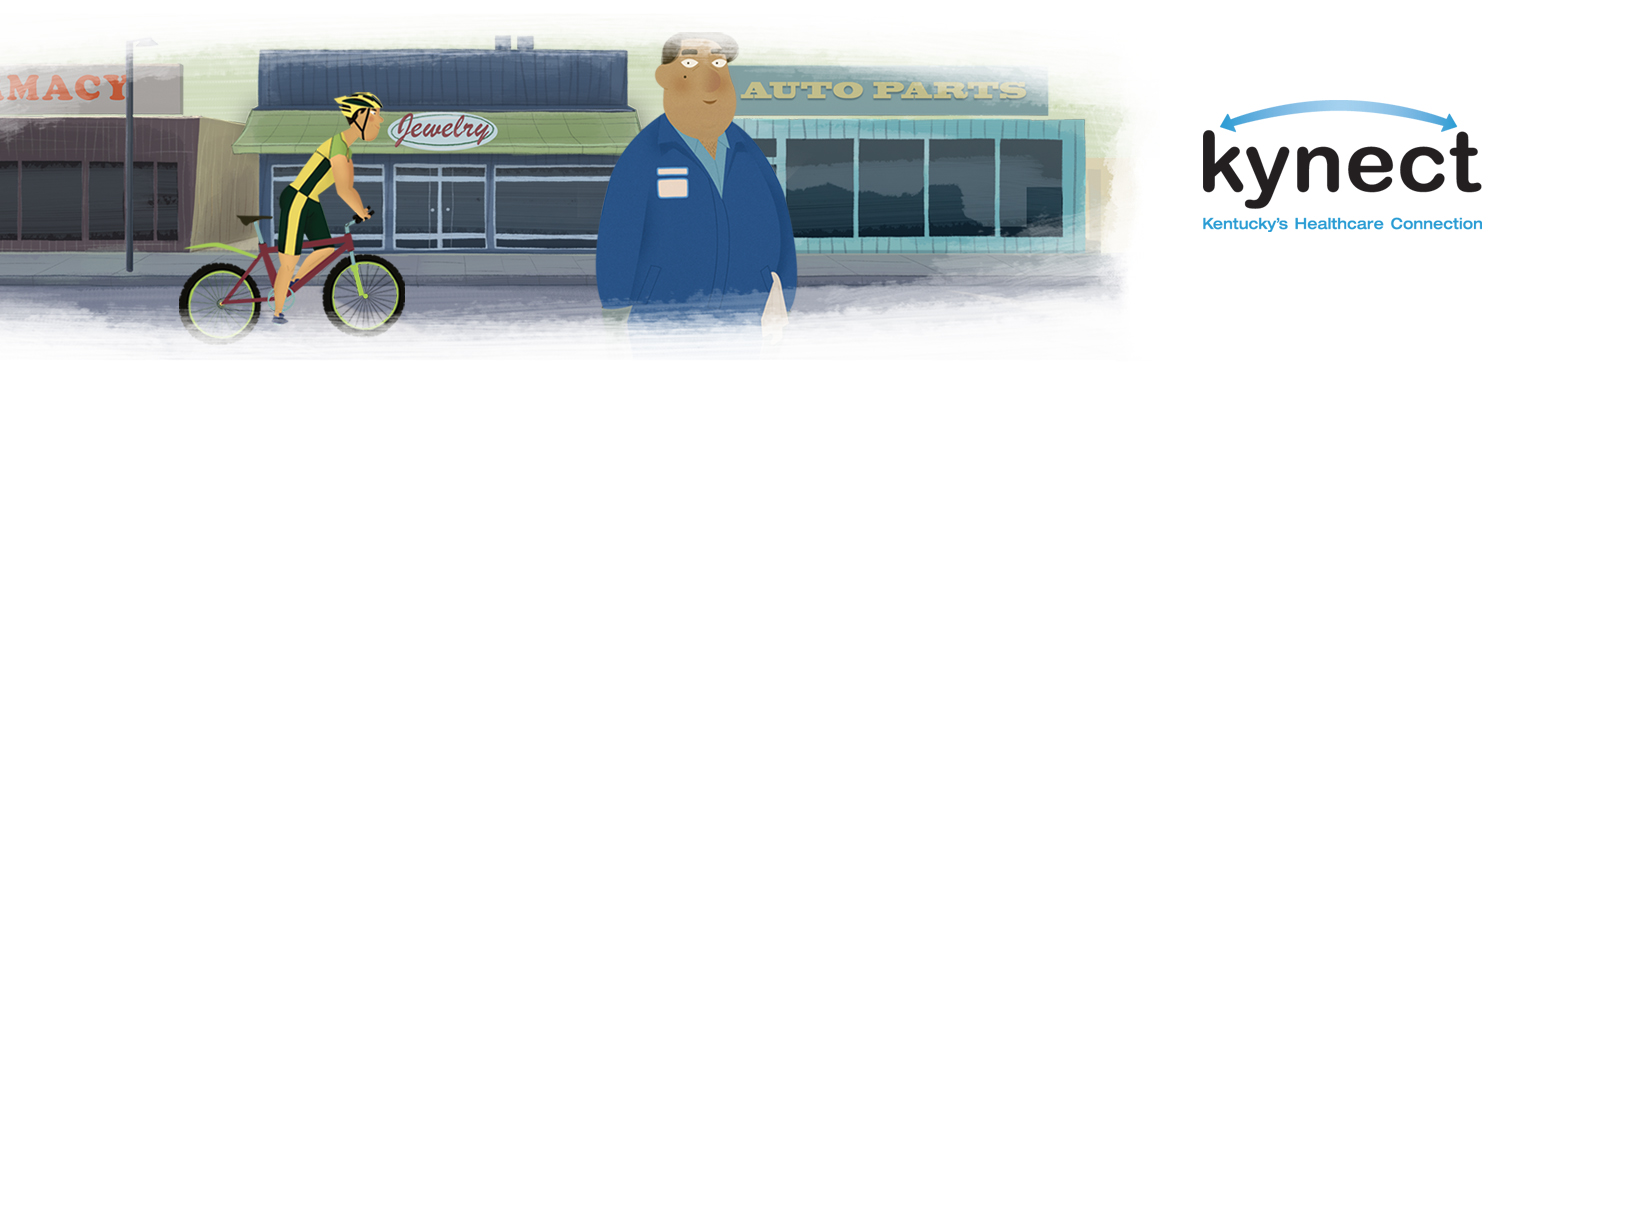 MACY
Jewelry
AUTO PARTS
kynect
Kentucky's Healthcare Connection